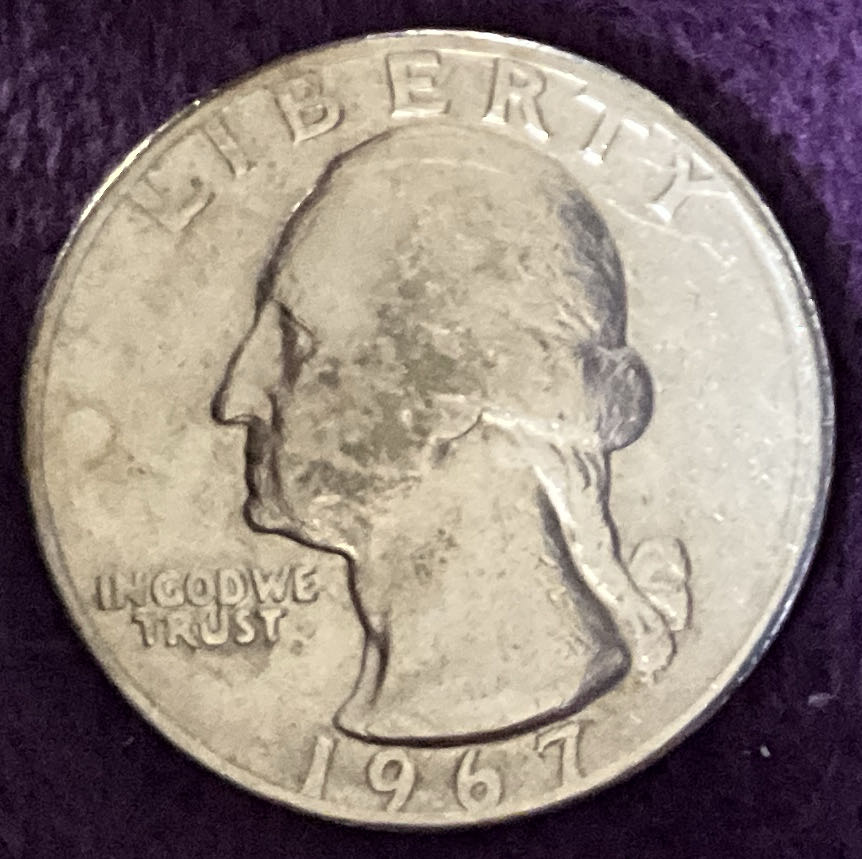 LIBERTY
IN GOD WE
TRUST
1967